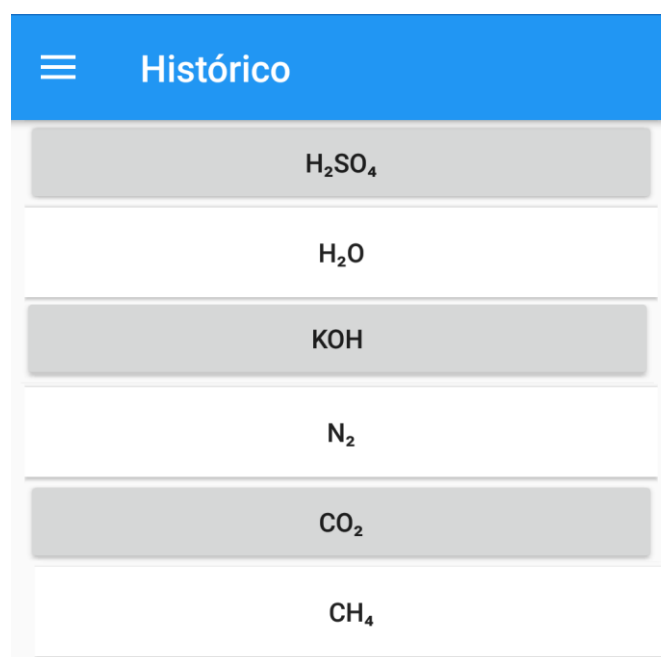 Histórico
H₂SO₄
H₂O
KOH
N₂
CO₂
CH₄